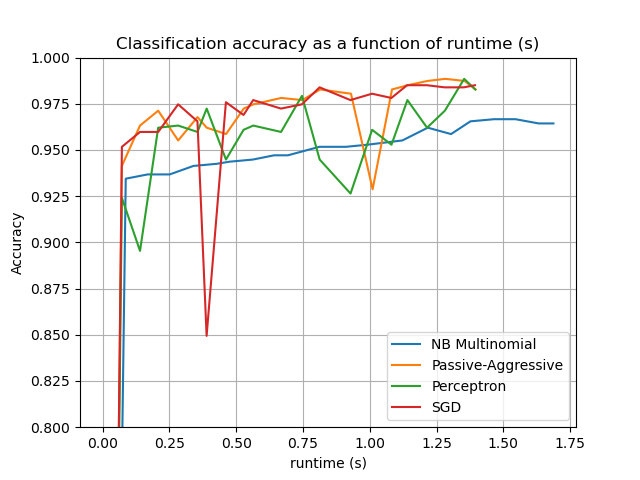 Classification accuracy as a function of runtime (s)
1.000
0.975
0.950
0.925
0.900
0.875
0.850
0.825
0.800
Accuracy
NB Multinomial
Passive-Aggressive
Perceptron
SGD
0.00 0.25 0.50 0.75 1.00 1.25 1.50 1.75
runtime (s)